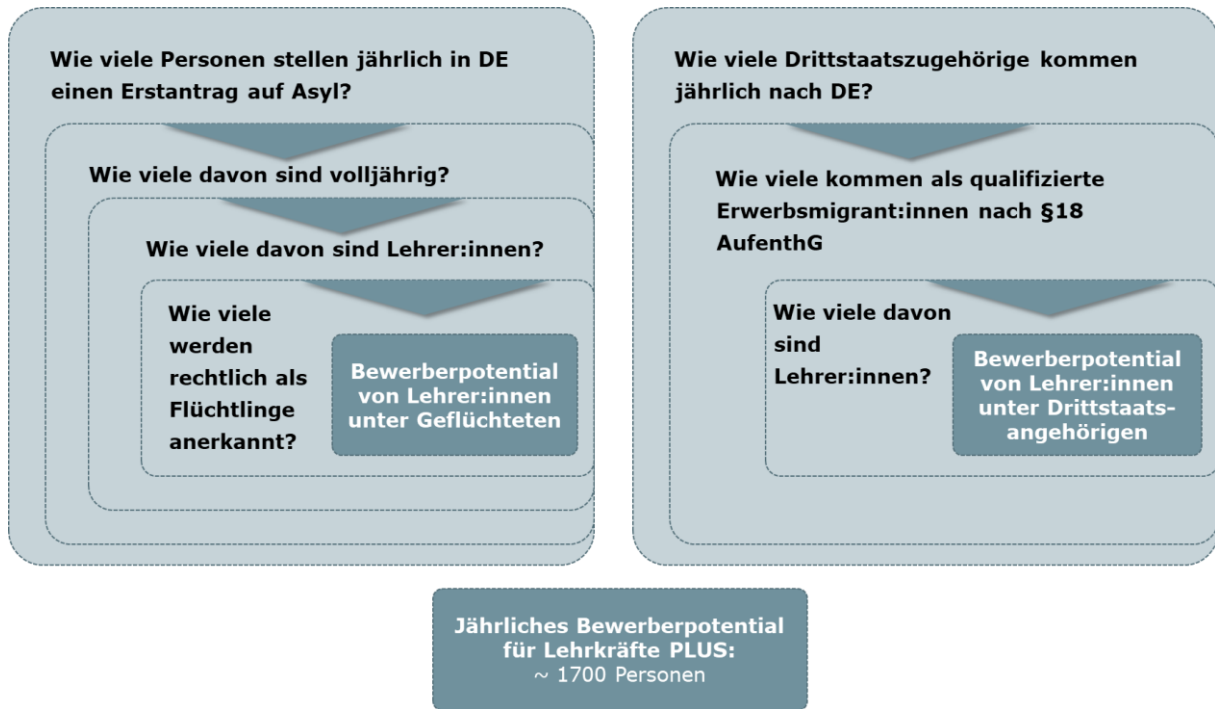 Wie viele Personen stellen jährlich in DE
einen Erstantrag auf Asyl?
Wie viele davon sind volljährig?
Wie viele davon sind Lehrer:innen?
Wie viele
werden
rechtlich als
Flüchtlinge
anerkannt?
Bewerberpotential
von Lehrer:innen
unter Geflüchteten
Wie viele Drittstaatszugehörige kommen
jährlich nach DE?
Wie viele kommen als qualifizierte
Erwerbsmigrant:innen nach §18
AufenthG
Wie viele davon
sind
Lehrer:innen?
Bewerberpotential
von Lehrer:innen
unter Drittstaats-
angehörigen
Jährliches Bewerberpotential
für Lehrkräfte PLUS:
~ 1700 Personen